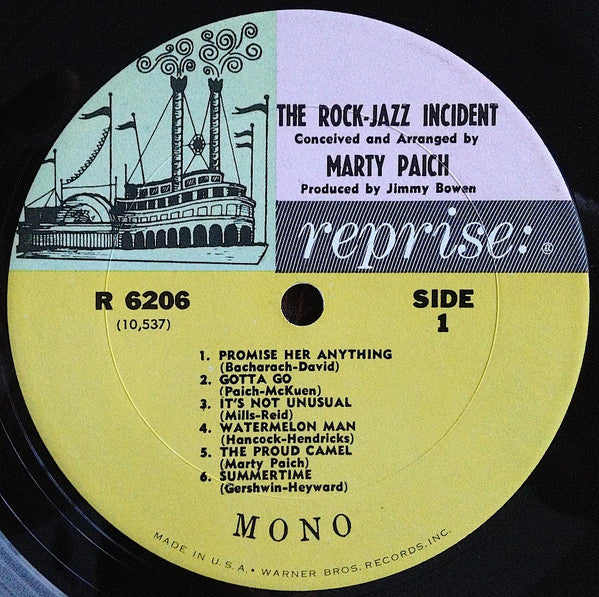 THE ROCK-JAZZ INCIDENT
Conceived and Arranged by
MARTY PAICH
Produced by Jimmy Bowen
reprise: ®
R 6206
(10,537)
SIDE
1
1. PROMISE HER ANYTHING
(Bacharach-David)
2. GOTTA GO
(Paich-McKuen)
3. IT'S NOT UNUSUAL
(Mills-Reid)
4. WATERMELON MAN
(Hancock-Hendricks)
5. THE PROUD CAMEL
(Marty Paich)
6. SUMMERTIME
(Gershwin-Heyward)
MONO
MADE IN U.S.A. • WARNER BROS. RECORDS, INC.